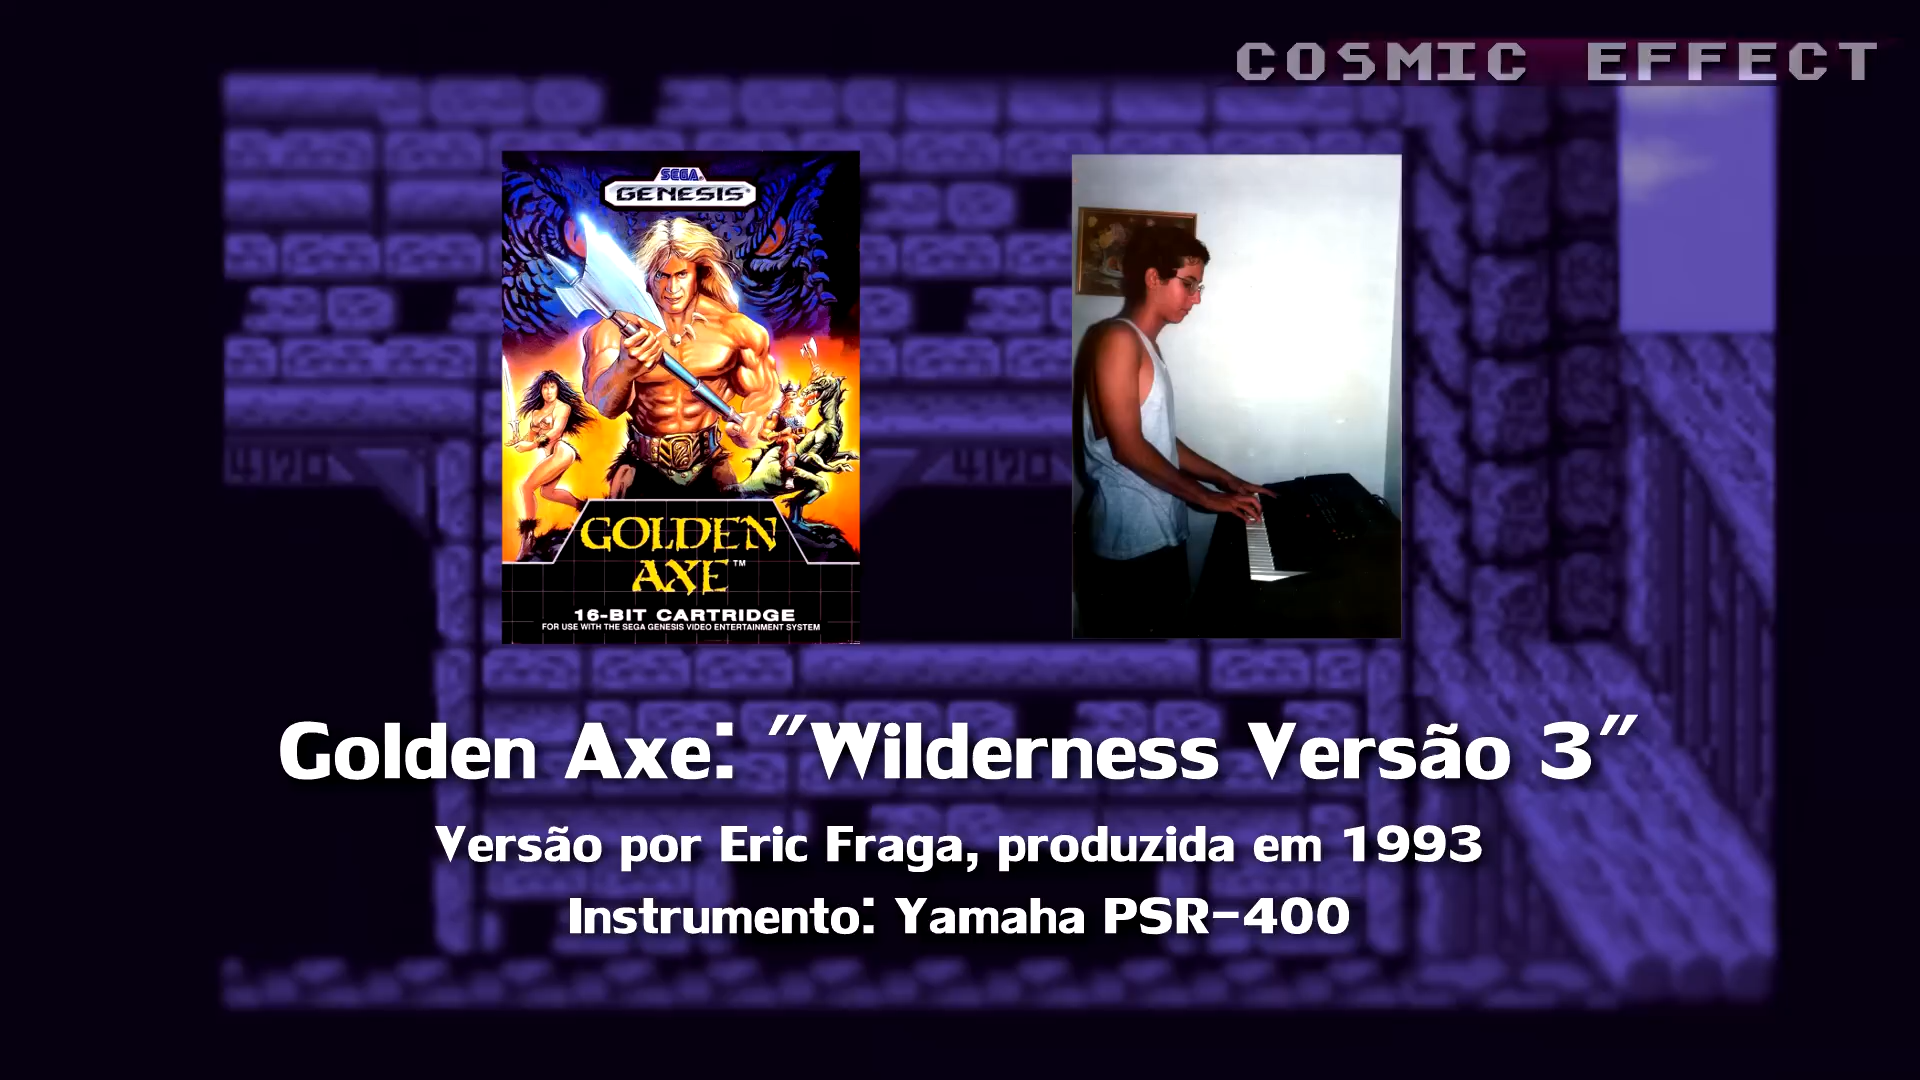 COSMIC EFFECT
SEGA
GENESIS
GOLDEN
AXE™
16-BIT CARTRIDGE
FOR USE WITH THE SEGA GENESIS VIDEO ENTERTAINMENT SYSTEM
Golden Axe: "Wilderness Versão 3"
Versão por Eric Fraga, produzida em 1993
Instrumento: Yamaha PSR-400